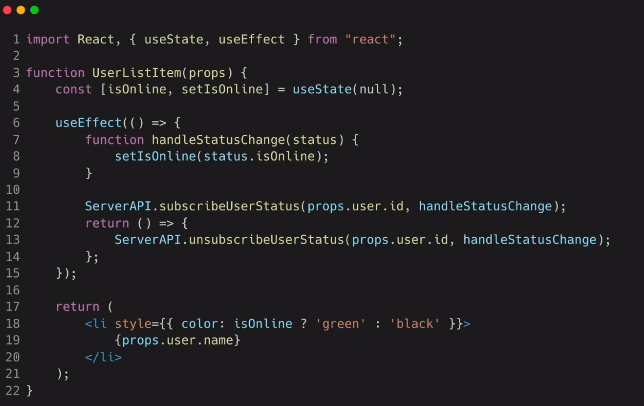 1 import React, { useState, useEffect } from "react";
2
3 function UserListItem(props) {
4     const [isOnline, setIsOnline] = useState(null);
5
6     useEffect(() => {
7         function handleStatusChange(status) {
8             setIsOnline(status.isOnline);
9         }
10
11         ServerAPI.subscribeUserStatus(props.user.id, handleStatusChange);
12         return () => {
13             ServerAPI.unsubscribeUserStatus(props.user.id, handleStatusChange);
14         };
15     });
16
17     return (
18         <li style={{ color: isOnline ? 'green' : 'black' }}>
19             {props.user.name}
20         </li>
21     );
22 }